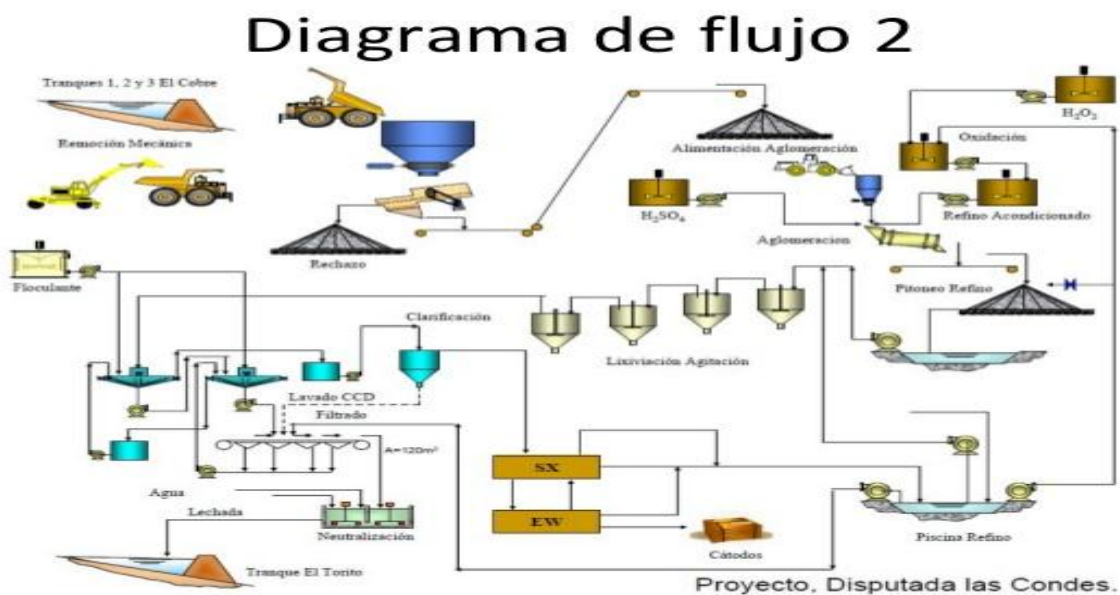 Diagrama de flujo 2
Tranques 1, 2 y 3 El Cobre
H₂O₂
Remoción Mecánica
Oxidación
Alimentación Aglomeración
H₂SO₄
Refino Acondicionado
Aglomeracion
Rechazo
Floculante
Pitoneo Refino
Clarificación
Lixiviación Agitación
Lavado CCD
Filtrado
A=120m²
SX
Agua
Lechada
EW
Neutralización
Piscina Refino
Cátodos
Tranque El Torito
Proyecto, Disputada las Condes.